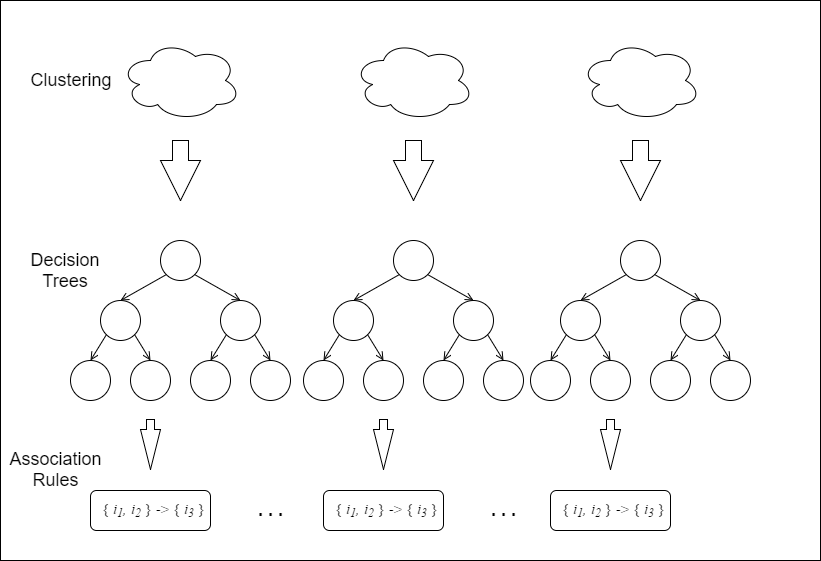 Clustering
Decision
Trees
Association
Rules
{ i₁, i₂ } -> { i₃ }
...
{ i₁, i₂ } -> { i₃ }
...
{ i₁, i₂ } -> { i₃ }